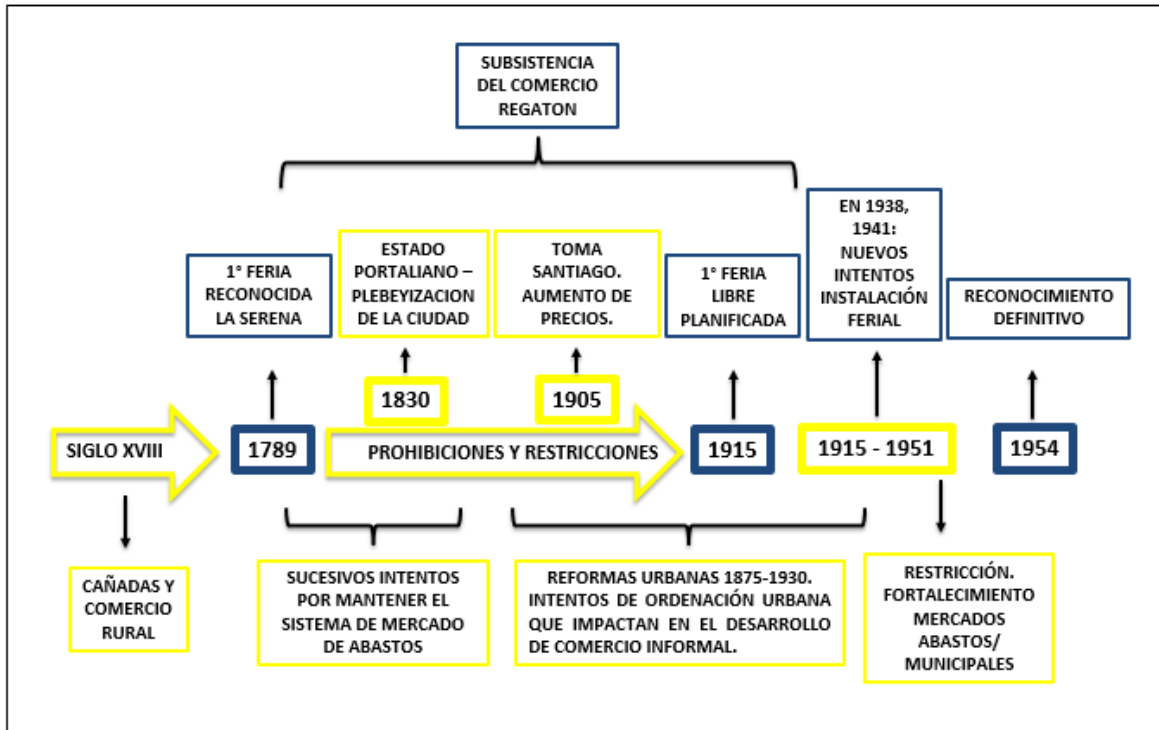 SUBSISTENCIA
DEL COMERCIO
REGATON
1° FERIA
RECONOCIDA
LA SERENA
ESTADO
PORTALIANO –
PLEBEYIZACION
DE LA CIUDAD
TOMA
SANTIAGO.
AUMENTO DE
PRECIOS.
1° FERIA
LIBRE
PLANIFICADA
EN 1938,
1941:
NUEVOS
INTENTOS
INSTALACIÓN
FERIAL
RECONOCIMIENTO
DEFINITIVO
1830
1905
SIGLO XVIII
1789
PROHIBICIONES Y RESTRICCIONES
1915
1915 - 1951
1954
CAÑADAS Y
COMERCIO
RURAL
SUCESIVOS INTENTOS
POR MANTENER EL
SISTEMA DE MERCADO
DE ABASTOS
REFORMAS URBANAS 1875-1930.
INTENTOS DE ORDENACIÓN URBANA
QUE IMPACTAN EN EL DESARROLLO
DE COMERCIO INFORMAL.
RESTRICCIÓN.
FORTALECIMIENTO
MERCADOS
ABASTOS/
MUNICIPALES